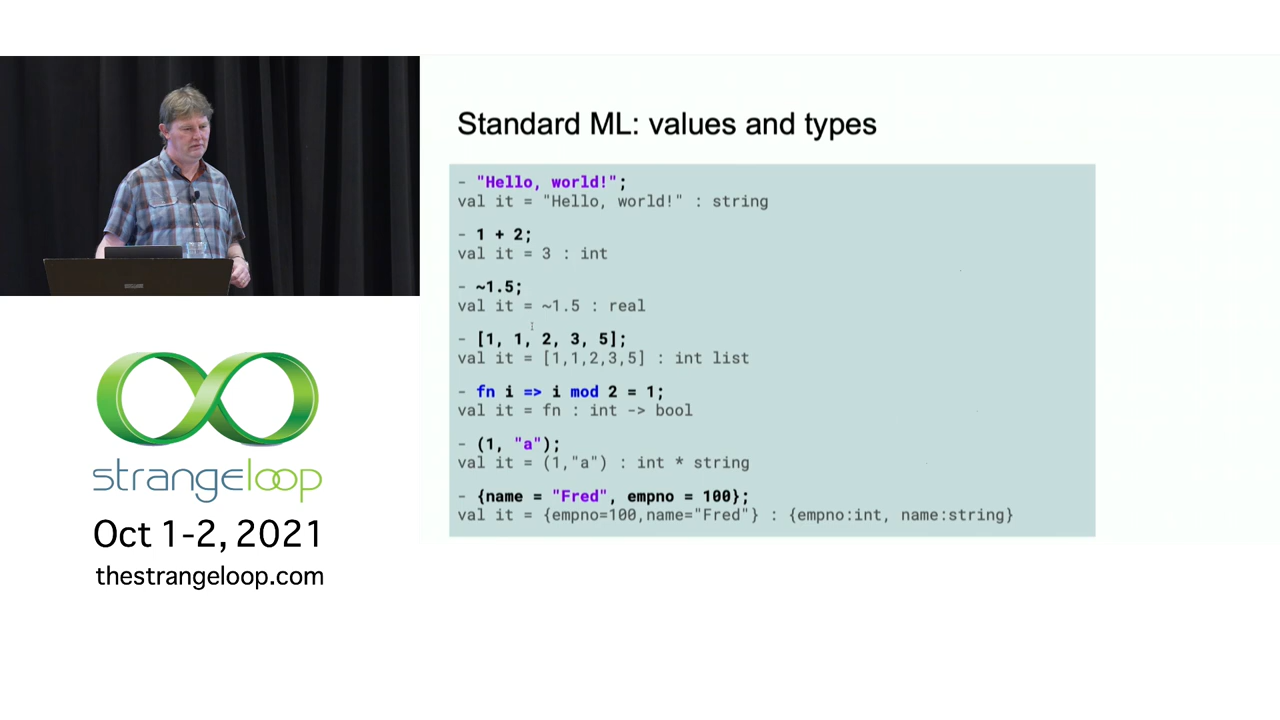 Standard ML: values and types
- "Hello, world!";
val it = "Hello, world!" : string
- 1 + 2;
val it = 3 : int
- ~1.5;
val it = ~1.5 : real
- [1, 1, 2, 3, 5];
val it = [1,1,2,3,5] : int list
- fn i => i mod 2 = 1;
val it = fn : int -> bool
- (1, "a");
val it = (1,"a") : int * string
- {name = "Fred", empno = 100};
val it = {empno=100,name="Fred"} : {empno:int, name:string}
strangeloop
Oct 1-2, 2021
thestrangeloop.com